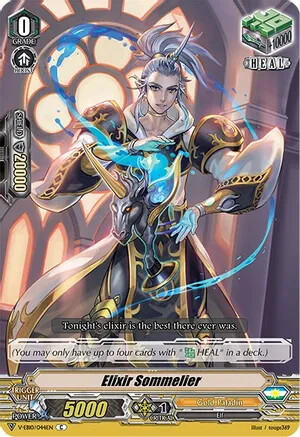 0
GRADE
BOOST
+10000
HEAL
20000
Tonight's elixir is the best there ever was.
(You may only have up to four cards with "HEAL" in a deck.)
Elixir Sommelier
TRIGGER UNIT
Gold Paladin
POWER 5000
1 CRITICAL
Elf
V-EB10/044EN C
Illust / touge369